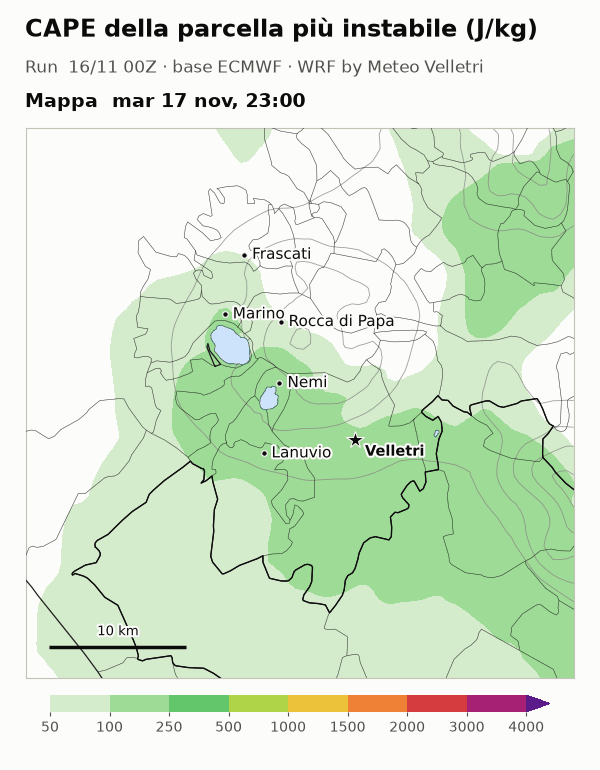 CAPE della parcella più instabile (J/kg)
Run  16/11 00Z · base ECMWF · WRF by Meteo Velletri
Mappa  mar 17 nov, 23:00
Frascati
Marino
Rocca di Papa
Nemi
Velletri
Lanuvio
10 km
50 100 250 500 1000 1500 2000 3000 4000